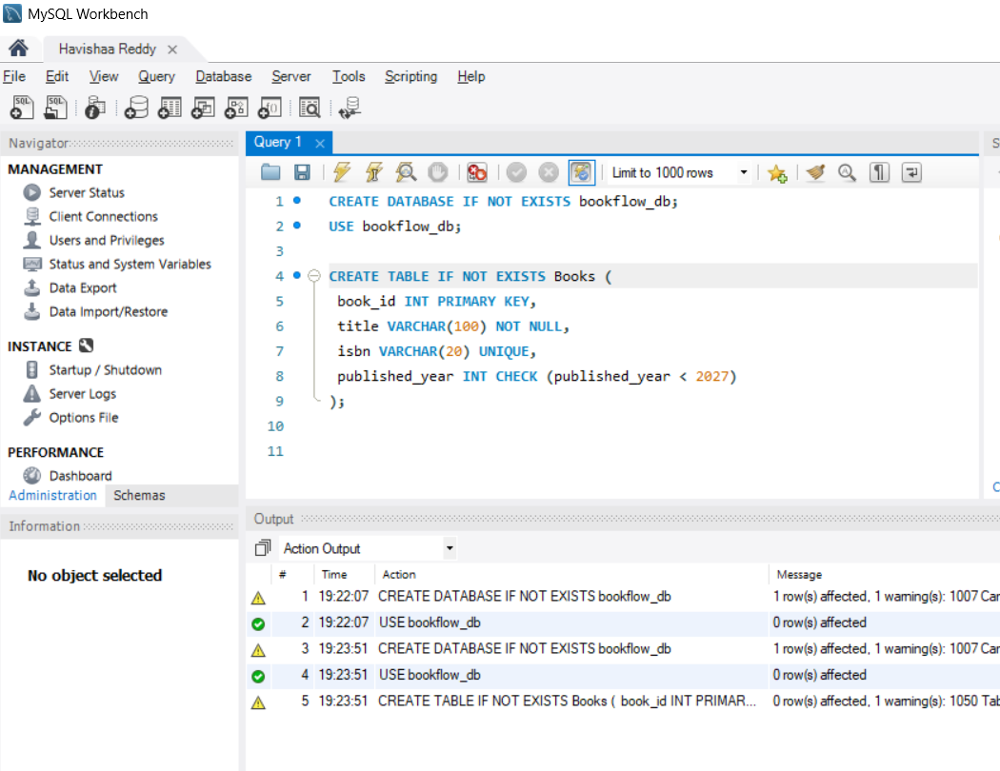 MySQL Workbench
Havishaa Reddy
File Edit View Query Database Server Tools Scripting Help
Navigator
MANAGEMENT
Server Status
Client Connections
Users and Privileges
Status and System Variables
Data Export
Data Import/Restore
INSTANCE
Startup / Shutdown
Server Logs
Options File
PERFORMANCE
Dashboard
Administration Schemas
Information
No object selected
Query 1
Limit to 1000 rows
1 CREATE DATABASE IF NOT EXISTS bookflow_db;
2 USE bookflow_db;
3
4 CREATE TABLE IF NOT EXISTS Books (
5 book_id INT PRIMARY KEY,
6 title VARCHAR(100) NOT NULL,
7 isbn VARCHAR(20) UNIQUE,
8 published_year INT CHECK (published_year < 2027)
9 );
10
11
Output
Action Output
# Time Action Message
1 19:22:07 CREATE DATABASE IF NOT EXISTS bookflow_db 1 row(s) affected, 1 warning(s): 1007 Can
2 19:22:07 USE bookflow_db 0 row(s) affected
3 19:23:51 CREATE DATABASE IF NOT EXISTS bookflow_db 1 row(s) affected, 1 warning(s): 1007 Can
4 19:23:51 USE bookflow_db 0 row(s) affected
5 19:23:51 CREATE TABLE IF NOT EXISTS Books ( book_id INT PRIMAR... 0 row(s) affected, 1 warning(s): 1050 Tab